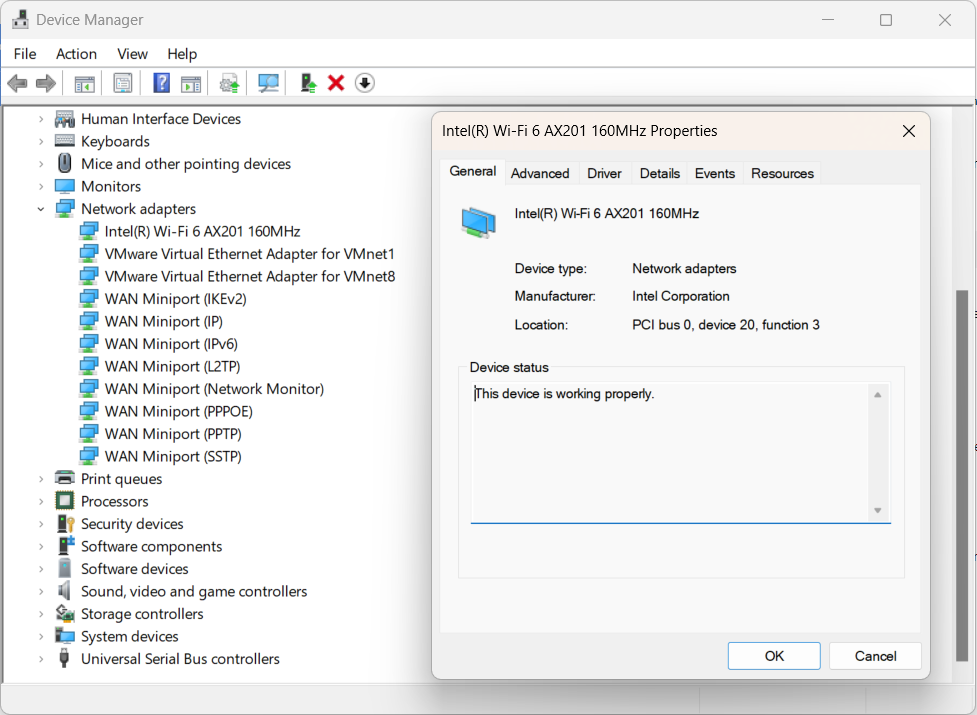 Device Manager
File Action View Help
Human Interface Devices
Keyboards
Mice and other pointing devices
Monitors
Network adapters
Intel(R) Wi-Fi 6 AX201 160MHz
VMware Virtual Ethernet Adapter for VMnet1
VMware Virtual Ethernet Adapter for VMnet8
WAN Miniport (IKEv2)
WAN Miniport (IP)
WAN Miniport (IPv6)
WAN Miniport (L2TP)
WAN Miniport (Network Monitor)
WAN Miniport (PPPOE)
WAN Miniport (PPTP)
WAN Miniport (SSTP)
Print queues
Processors
Security devices
Software components
Software devices
Sound, video and game controllers
Storage controllers
System devices
Universal Serial Bus controllers
Intel(R) Wi-Fi 6 AX201 160MHz Properties
General Advanced Driver Details Events Resources
Intel(R) Wi-Fi 6 AX201 160MHz
Device type: Network adapters
Manufacturer: Intel Corporation
Location: PCI bus 0, device 20, function 3
Device status
This device is working properly.
OK Cancel